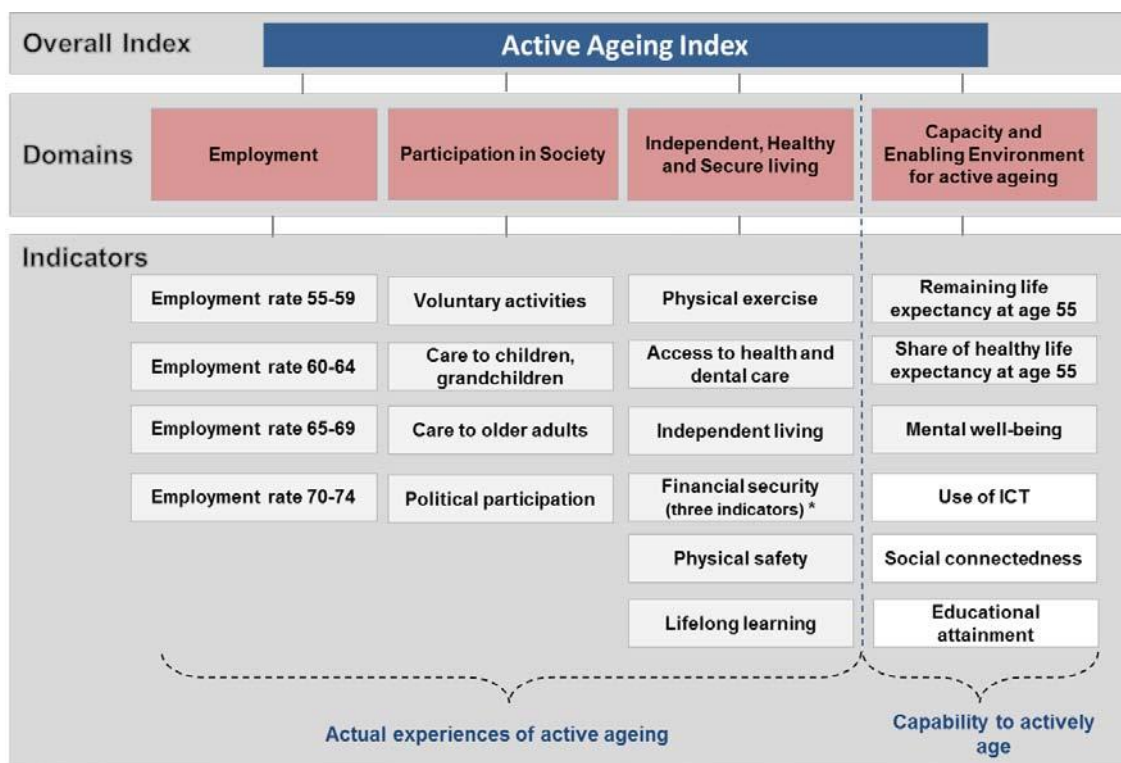 Overall Index
Active Ageing Index
Domains
Employment
Participation in Society
Independent, Healthy
and Secure living
Capacity and
Enabling Environment
for active ageing
Indicators
Employment rate 55-59
Employment rate 60-64
Employment rate 65-69
Employment rate 70-74
Voluntary activities
Care to children,
grandchildren
Care to older adults
Political participation
Physical exercise
Access to health and
dental care
Independent living
Financial security
(three indicators) *
Physical safety
Lifelong learning
Remaining life
expectancy at age 55
Share of healthy life
expectancy at age 55
Mental well-being
Use of ICT
Social connectedness
Educational
attainment
Actual experiences of active ageing
Capability to actively
age